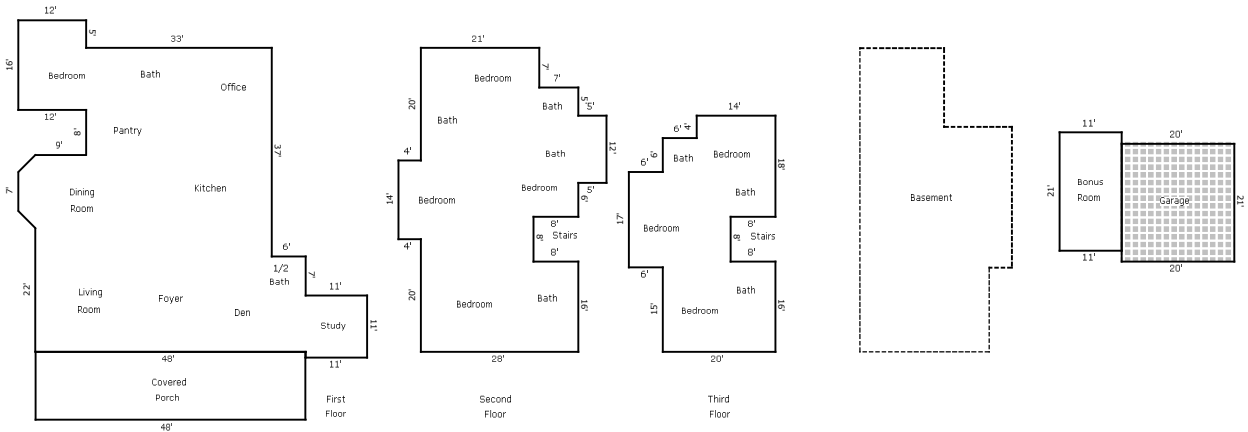 12'
5'
33'
16'
Bedroom
Bath
Office
12'
8'
9'
Pantry
37'
7'
Dining
Room
Kitchen
6'
1/2
Bath
7'
22'
Living
Room
Foyer
Den
11'
Study
11'
11'
48'
Covered
Porch
48'
First
Floor
21'
7'
Bedroom
7'
20'
Bath
5'
5'
Bath
Bath
12'
4'
14'
Bedroom
Bedroom
5'
6'
8'
8'
Stairs
8'
4'
20'
Bedroom
Bath
16'
28'
Second
Floor
14'
4'
6'
6'
Bath
Bedroom
18'
6'
17'
Bath
Bedroom
8'
8'
Stairs
8'
6'
15'
Bath
Bedroom
16'
20'
Third
Floor
Basement
11'
20'
21'
Bonus
Room
Garage
21'
11'
20'